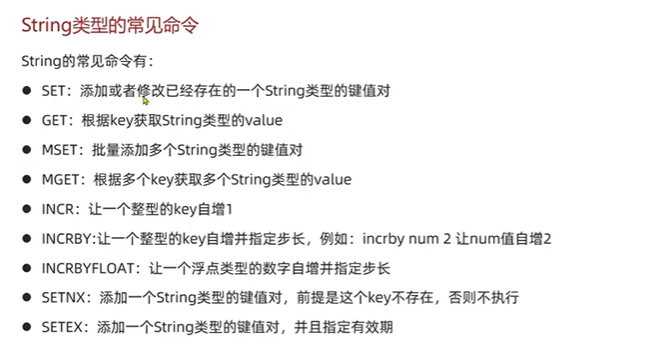 String类型的常见命令
String的常见命令有：
● SET：添加或者修改已经存在的一个String类型的键值对
● GET：根据key获取String类型的value
● MSET：批量添加多个String类型的键值对
● MGET：根据多个key获取多个String类型的value
● INCR：让一个整型的key自增1
● INCRBY:让一个整型的key自增并指定步长，例如：incrby num 2 让num值自增2
● INCRBYFLOAT：让一个浮点类型的数字自增并指定步长
● SETNX：添加一个String类型的键值对，前提是这个key不存在，否则不执行
● SETEX：添加一个String类型的键值对，并且指定有效期